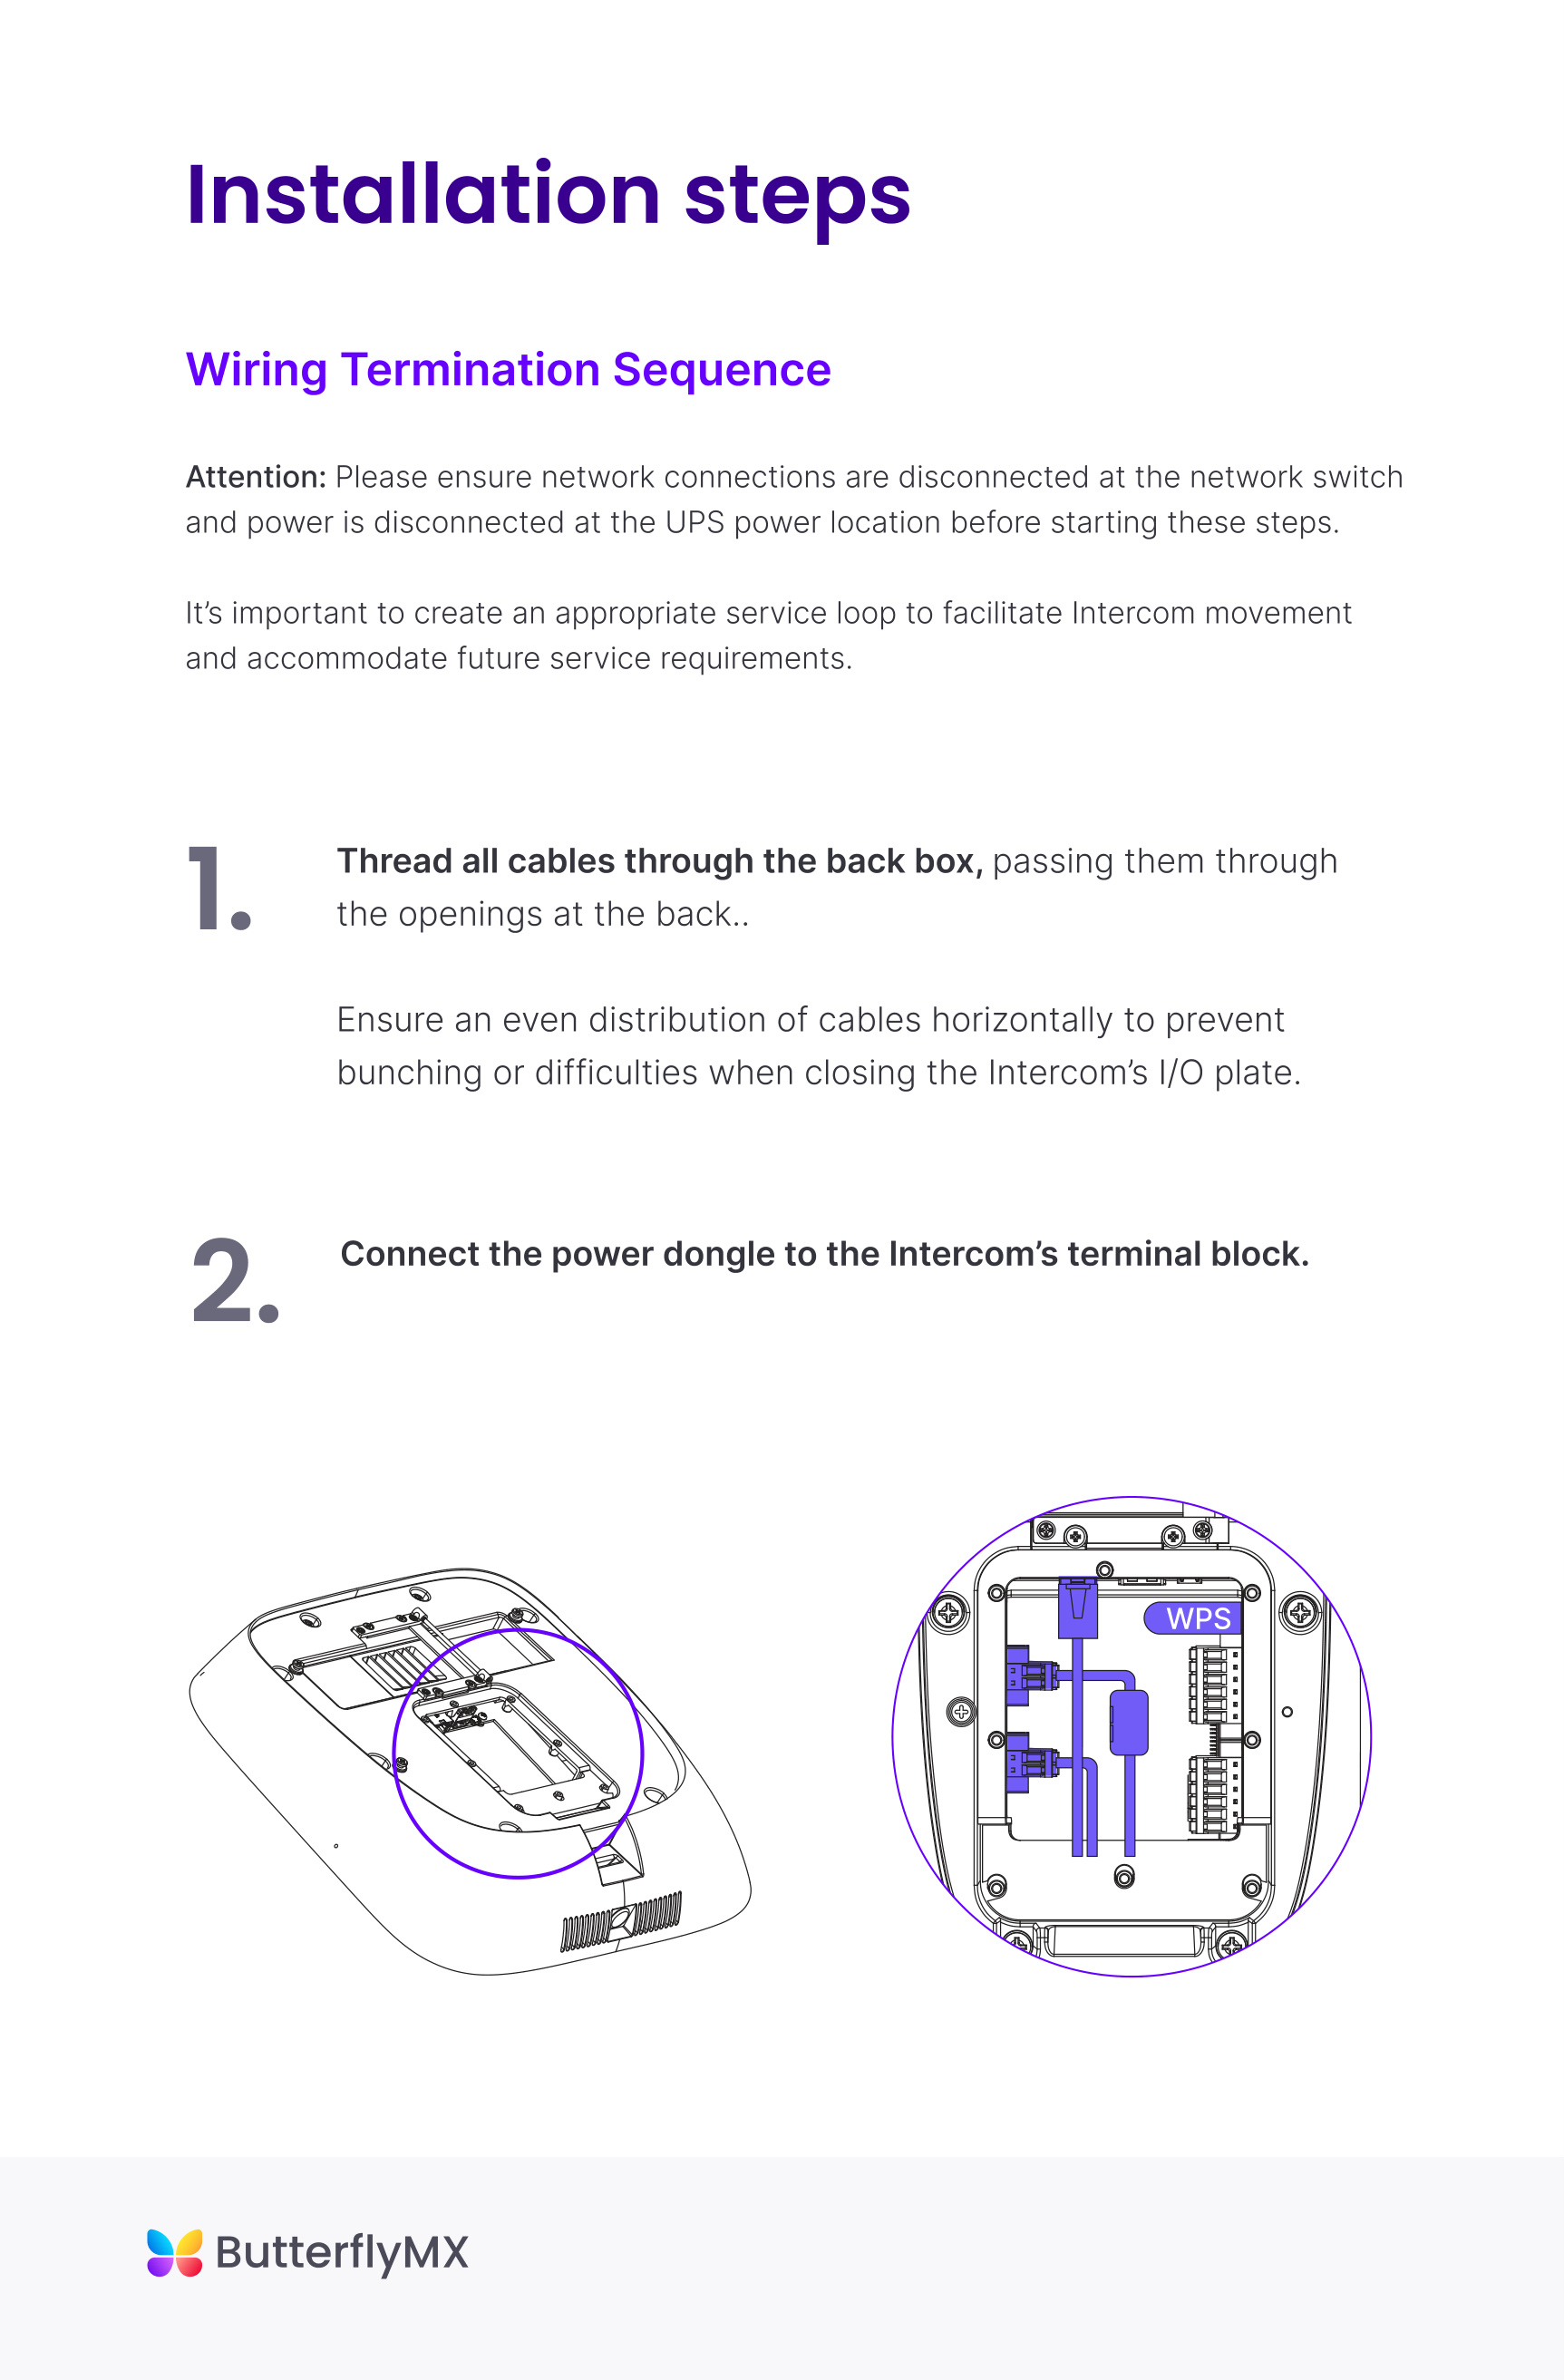 Installation steps
Wiring Termination Sequence
Attention: Please ensure network connections are disconnected at the network switch
and power is disconnected at the UPS power location before starting these steps.
It’s important to create an appropriate service loop to facilitate Intercom movement
and accommodate future service requirements.
1.
Thread all cables through the back box, passing them through
the openings at the back..
Ensure an even distribution of cables horizontally to prevent
bunching or difficulties when closing the Intercom’s I/O plate.
2.
Connect the power dongle to the Intercom’s terminal block.
WPS
ButterflyMX